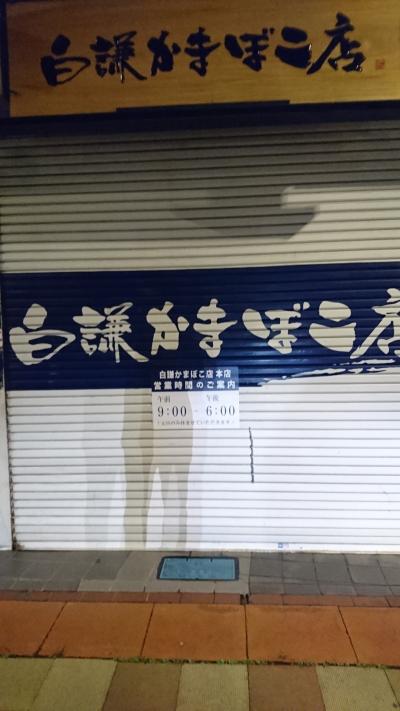 白謙かまぼこ店
白謙かまぼこ店
白謙かまぼこ店 本店
営業時間のご案内
午前 午後
9:00 - 6:00